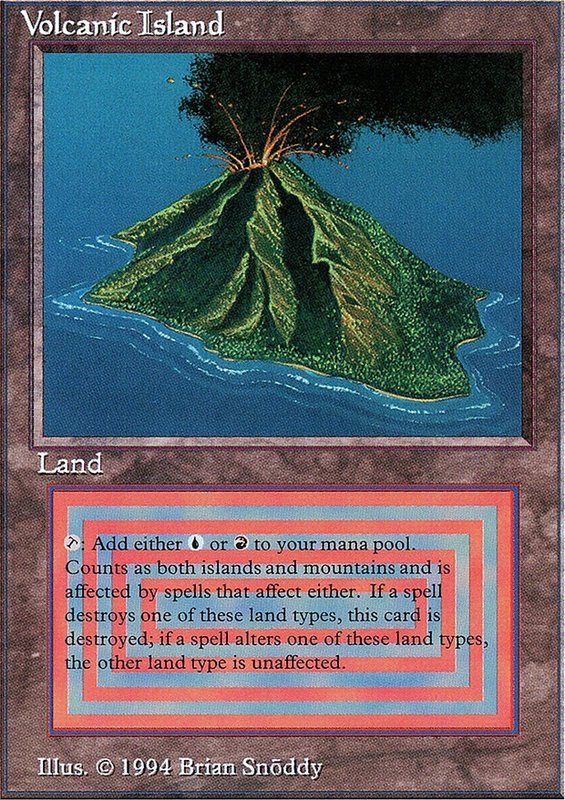 Volcanic Island
Land
: Add either or to your mana pool.
Counts as both islands and mountains and is
affected by spells that affect either. If a spell
destroys one of these land types, this card is
destroyed; if a spell alters one of these land types,
the other land type is unaffected.
Illus. © 1994 Brian Snōddy